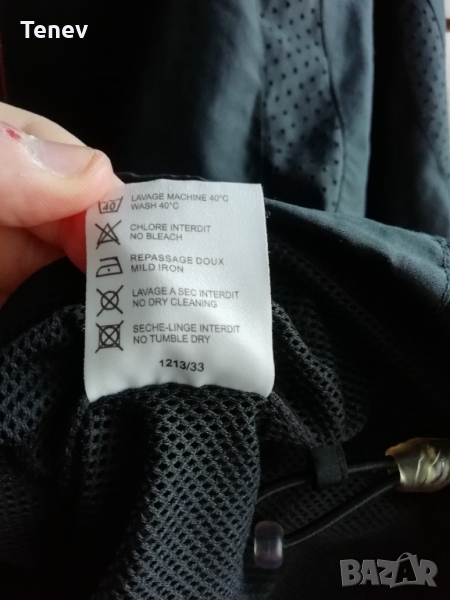 Tenev
40
LAVAGE MACHINE 40°C
WASH 40°C
CHLORE INTERDIT
NO BLEACH
REPASSAGE DOUX
MILD IRON
LAVAGE A SEC INTERDIT
NO DRY CLEANING
SECHE-LINGE INTERDIT
NO TUMBLE DRY
1213/33
BAZAR